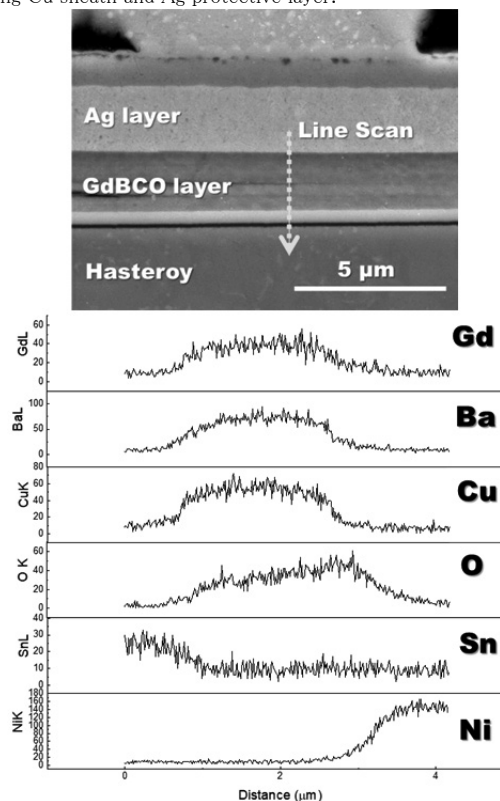 ng Cu sheath and Ag protective layer.
Ag layer
Line Scan
GdBCO layer
Hasteroy
5 μm
GdL
60
40
20
0
Gd
BaL
100
50
0
Ba
CuK
80
60
40
20
0
Cu
O K
60
40
20
0
O
SnL
40
30
20
10
0
Sn
NiK
180
160
140
120
100
80
60
40
20
0
Ni
0
2
4
Distance (μm)